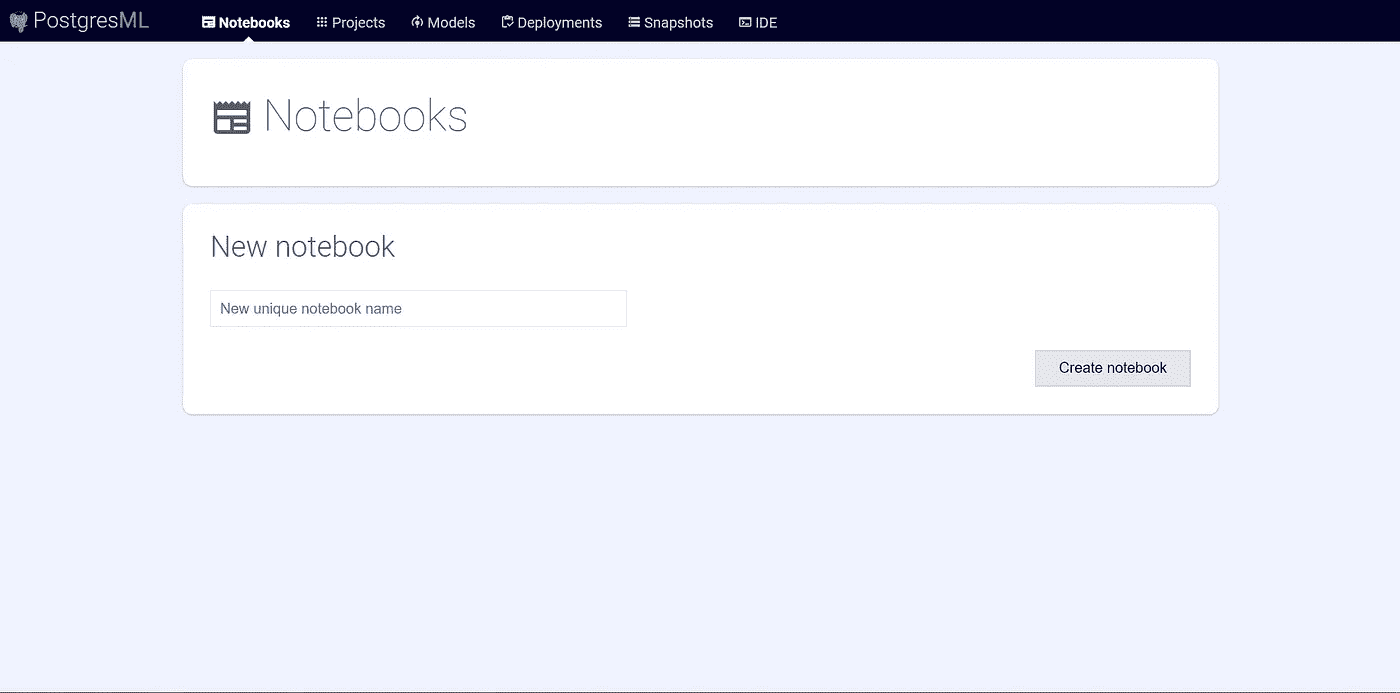 PostgresML Notebooks Projects Models Deployments Snapshots IDE
Notebooks
New notebook
New unique notebook name
Create notebook